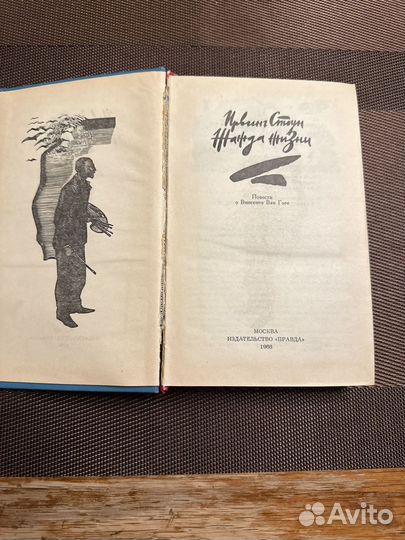 Ирвинг Стоун
Жажда жизни
Повесть
о Винсенте Ван Гоге
МОСКВА
ИЗДАТЕЛЬСТВО «ПРАВДА»
1988
Avito